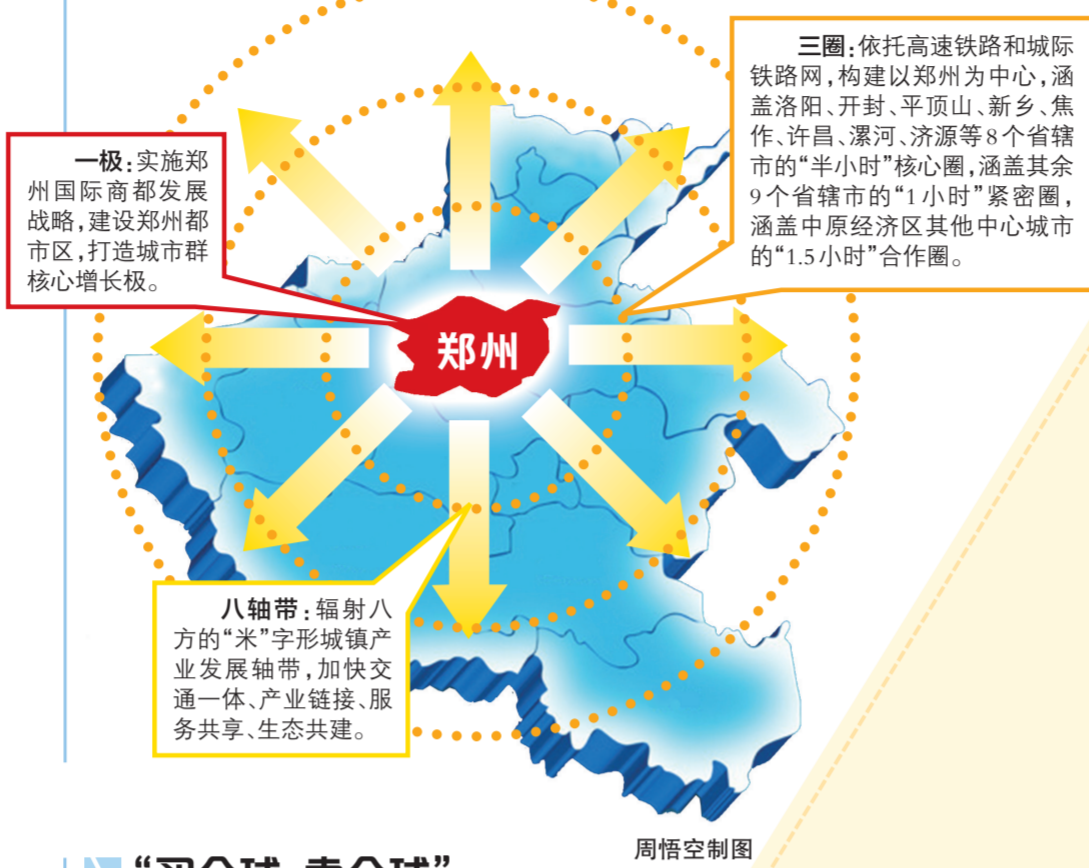 三圈:依托高速铁路和城际
铁路网,构建以郑州为中心,涵
盖洛阳、开封、平顶山、新乡、焦
作、许昌、漯河、济源等8个省辖
市的“半小时”核心圈,涵盖其余
9个省辖市的“1小时”紧密圈,
涵盖中原经济区其他中心城市
的“1.5小时”合作圈。
一极:实施郑
州国际商都发展
战略,建设郑州都
市区,打造城市群
核心增长极。
郑州
八轴带:辐射八
方的“米”字形城镇产
业发展轴带,加快交
通一体、产业链接、服
务共享、生态共建。
周悟空制图
“买全球 卖全球”